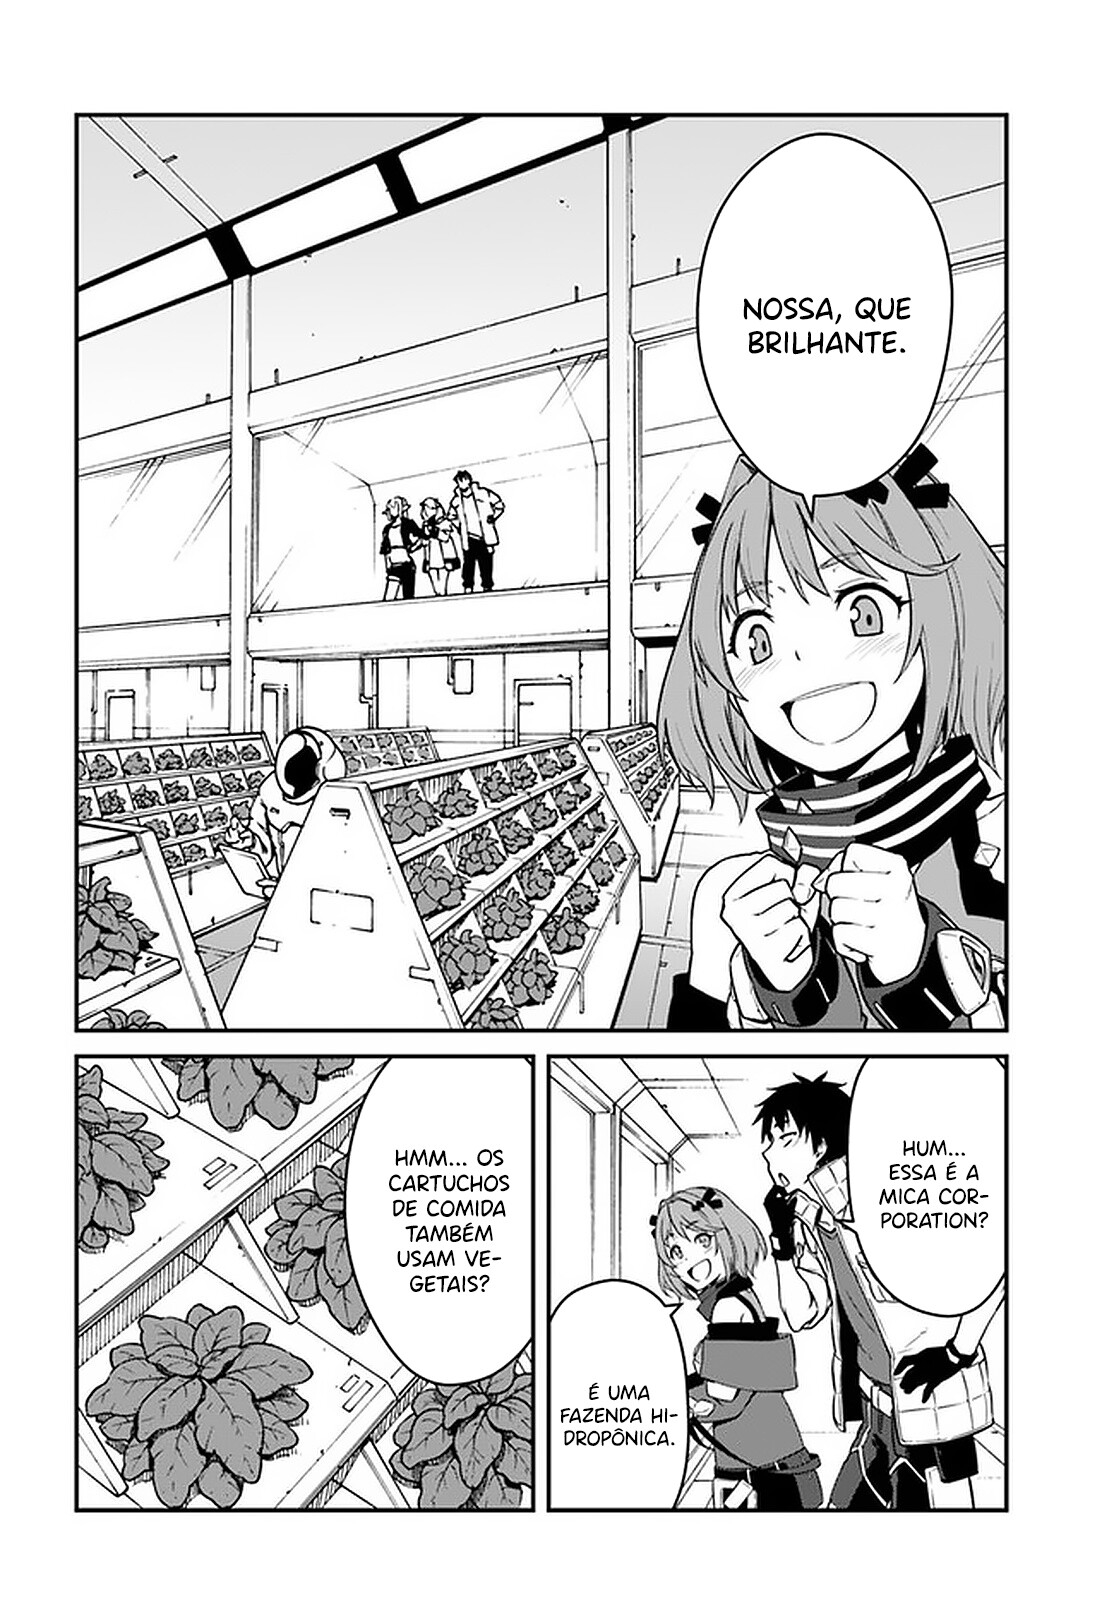 NOSSA, QUE
BRILHANTE.
HUM...
ESSA É A
MICA COR-
PORATION?
É UMA
FAZENDA HI-
DROPÔNICA.
HMM... OS
CARTUCHOS
DE COMIDA
TAMBÉM
USAM VE-
GETAIS?